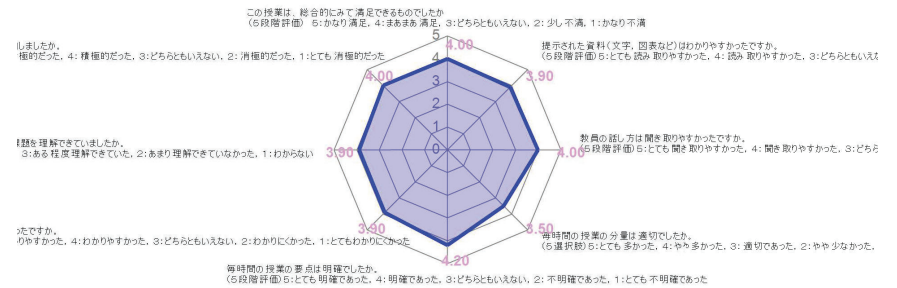 この授業は、総合的にみて満足できるものでしたか
(5段階評価) 5:かなり満足, 4:まあまあ満足, 3:どちらともいえない, 2:少し不満, 1:かなり不満
5
4.00
しましたか。
極的だった, 4:積極的だった, 3:どちらともいえない, 2:消極的だった, 1:とても消極的だった
提示された資料(文字, 図表など)はわかりやすかったですか。
(5段階評価)5:とても読み取りやすかった, 4:読み取りやすかった, 3:どちらともいえ
4
4.00
3.90
3
2
1
題を理解できていましたか。
3:ある程度理解できていた, 2:あまり理解できていなかった, 1:わからない
3.90
0
教員の話し方は聞き取りやすかったですか。
(5段階評価)5:とても聞き取りやすかった, 4:聞き取りやすかった, 3:どちら
4.00
ったですか。
りやすかった, 4:わかりやすかった, 3:どちらともいえない, 2:わかりにくかった, 1:とてもわかりにくかった
3.90
3.50
毎時間の授業の分量は適切でしたか。
(5選択肢)5:とても多かった, 4:やや多かった, 3:適切であった, 2:やや少なかった,
4.20
毎時間の授業の要点は明確でしたか。
(5段階評価)5:とても明確であった, 4:明確であった, 3:どちらともいえない, 2:不明確であった, 1:とても不明確であった